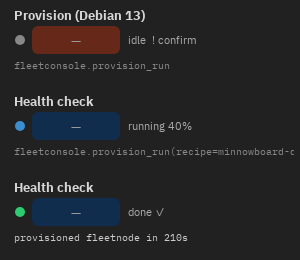 Provision (Debian 13)
— idle ! confirm
fleetconsole.provision_run
Health check
— running 40%
fleetconsole.provision_run(recipe=minnowboard-c
Health check
— done ✓
provisioned fleetnode in 210s